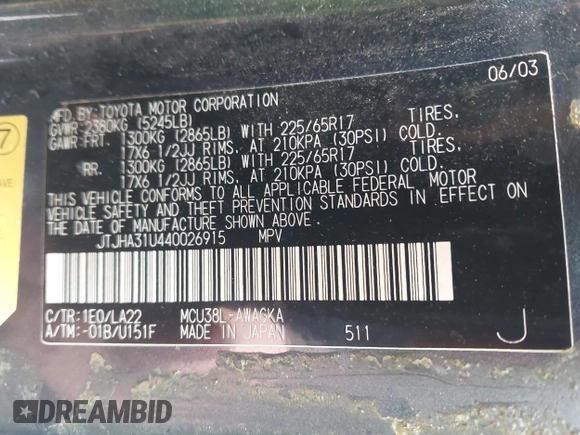 06/03
MFD.BY:TOYOTA MOTOR CORPORATION
GVWR 2380KG (5245LB)
GAWR-FRT. 1300KG (2865LB) WITH 225/65R17 TIRES.
17X6 1/2JJ RIMS. AT 210KPA (30PSI) COLD.
RR. 1300KG (2865LB) WITH 225/65R17 TIRES.
17X6 1/2JJ RIMS. AT 210KPA (30PSI) COLD.
THIS VEHICLE CONFORMS TO ALL APPLICABLE FEDERAL MOTOR
VEHICLE SAFETY AND THEFT PREVENTION STANDARDS IN EFFECT ON
THE DATE OF MANUFACTURE SHOWN ABOVE.
JTJHA31U440026915 MPV
C/TR:1E0/LA22 MCU38L-AWAGKA
A/TM:-01B/U151F MADE IN JAPAN 511 J
7
AVE
DREAMBID